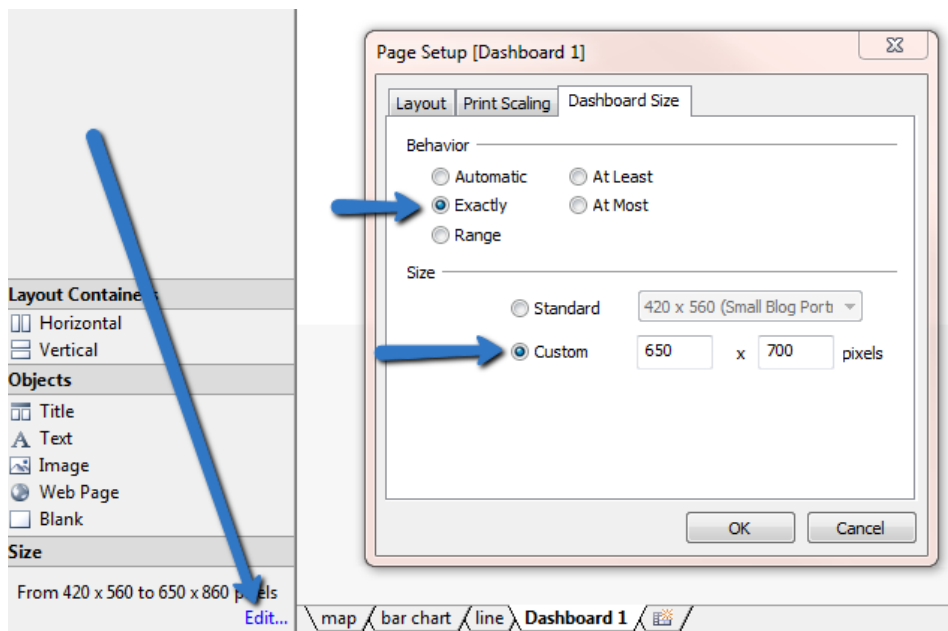 Layout Containers
Horizontal
Vertical
Objects
Title
Text
Image
Web Page
Blank
Size
From 420 x 560 to 650 x 860 pixels
Edit...
Page Setup [Dashboard 1]
Layout Print Scaling Dashboard Size
Behavior
Automatic At Least
Exactly At Most
Range
Size
Standard 420 x 560 (Small Blog Port
Custom 650 x 700 pixels
OK Cancel
map bar chart line Dashboard 1